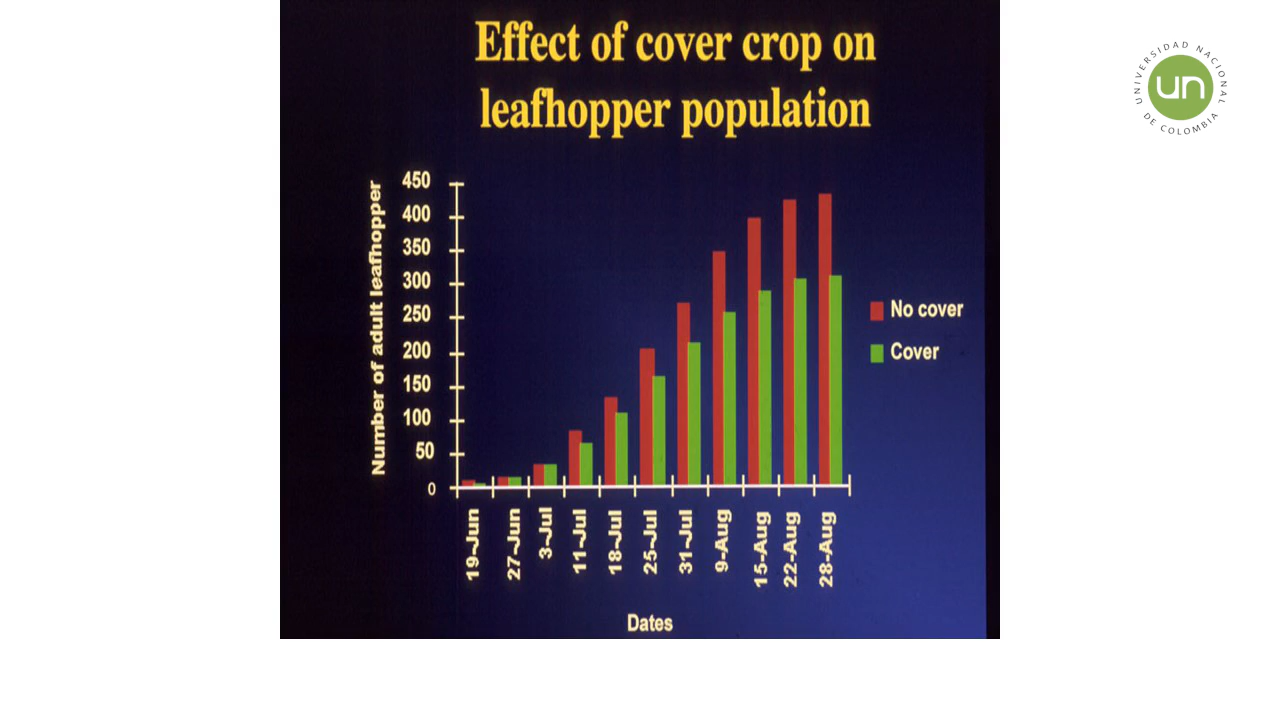 Effect of cover crop on
leafhopper population
UNIVERSIDAD NACIONAL
DE COLOMBIA
un
Number of adult leafhopper
450
400
350
300
250
200
150
100
50
0
No cover
Cover
19-Jun
27-Jun
3-Jul
11-Jul
18-Jul
25-Jul
31-Jul
9-Aug
15-Aug
22-Aug
28-Aug
Dates